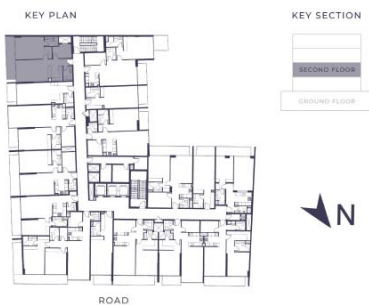 KEY PLAN
KEY SECTION
SECOND FLOOR
GROUND FLOOR
N
ROAD